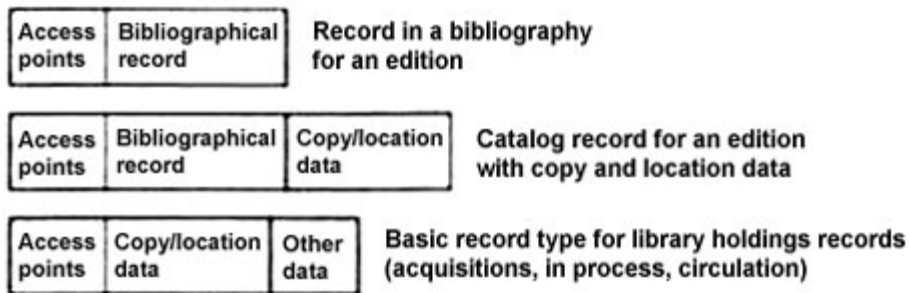 Access points
Bibliographical record
Record in a bibliography
for an edition
Access points
Bibliographical record
Copy/location data
Catalog record for an edition
with copy and location data
Access points
Copy/location data
Other data
Basic record type for library holdings records
(acquisitions, in process, circulation)